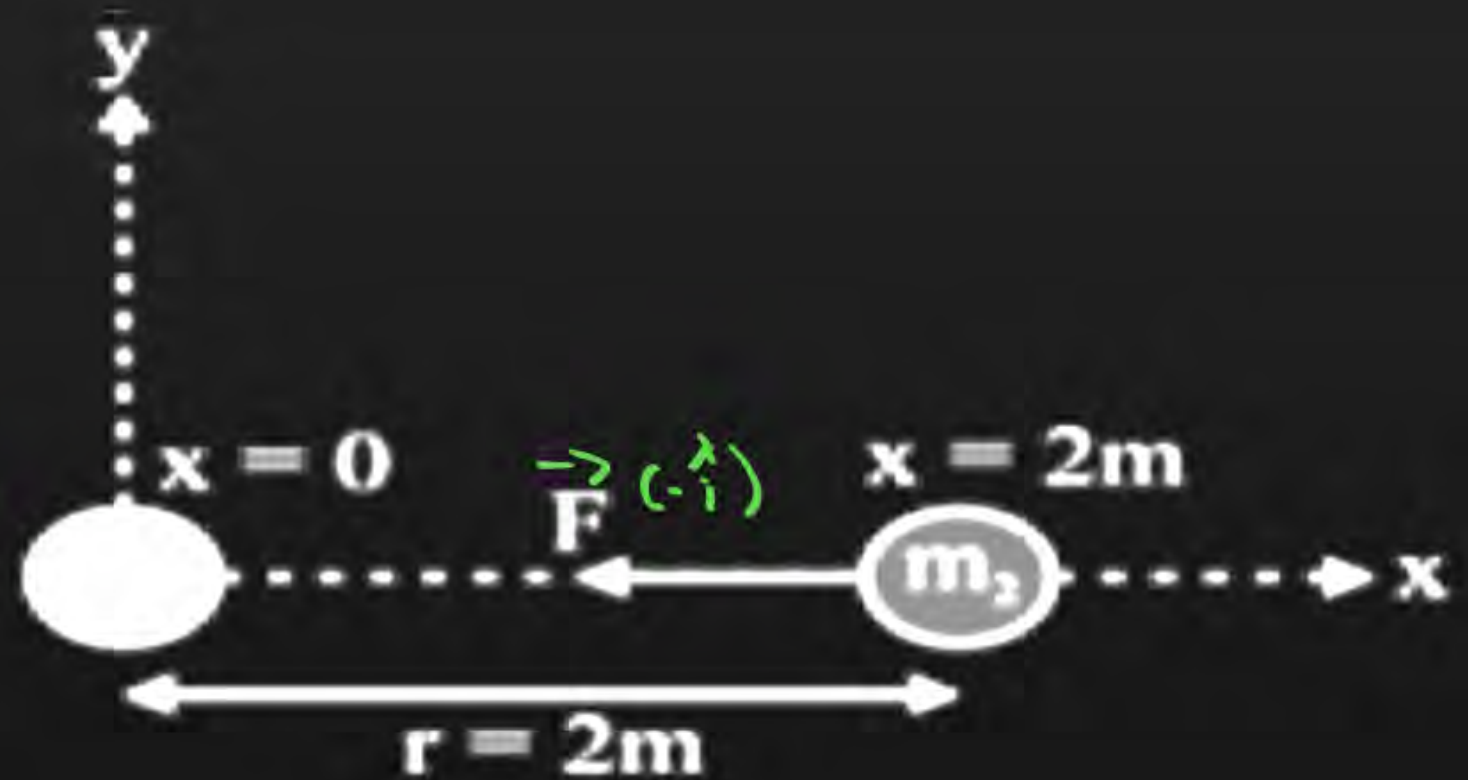 y
x = 0
F⃗ (-î)
x = 2m
m₂
x
r = 2m